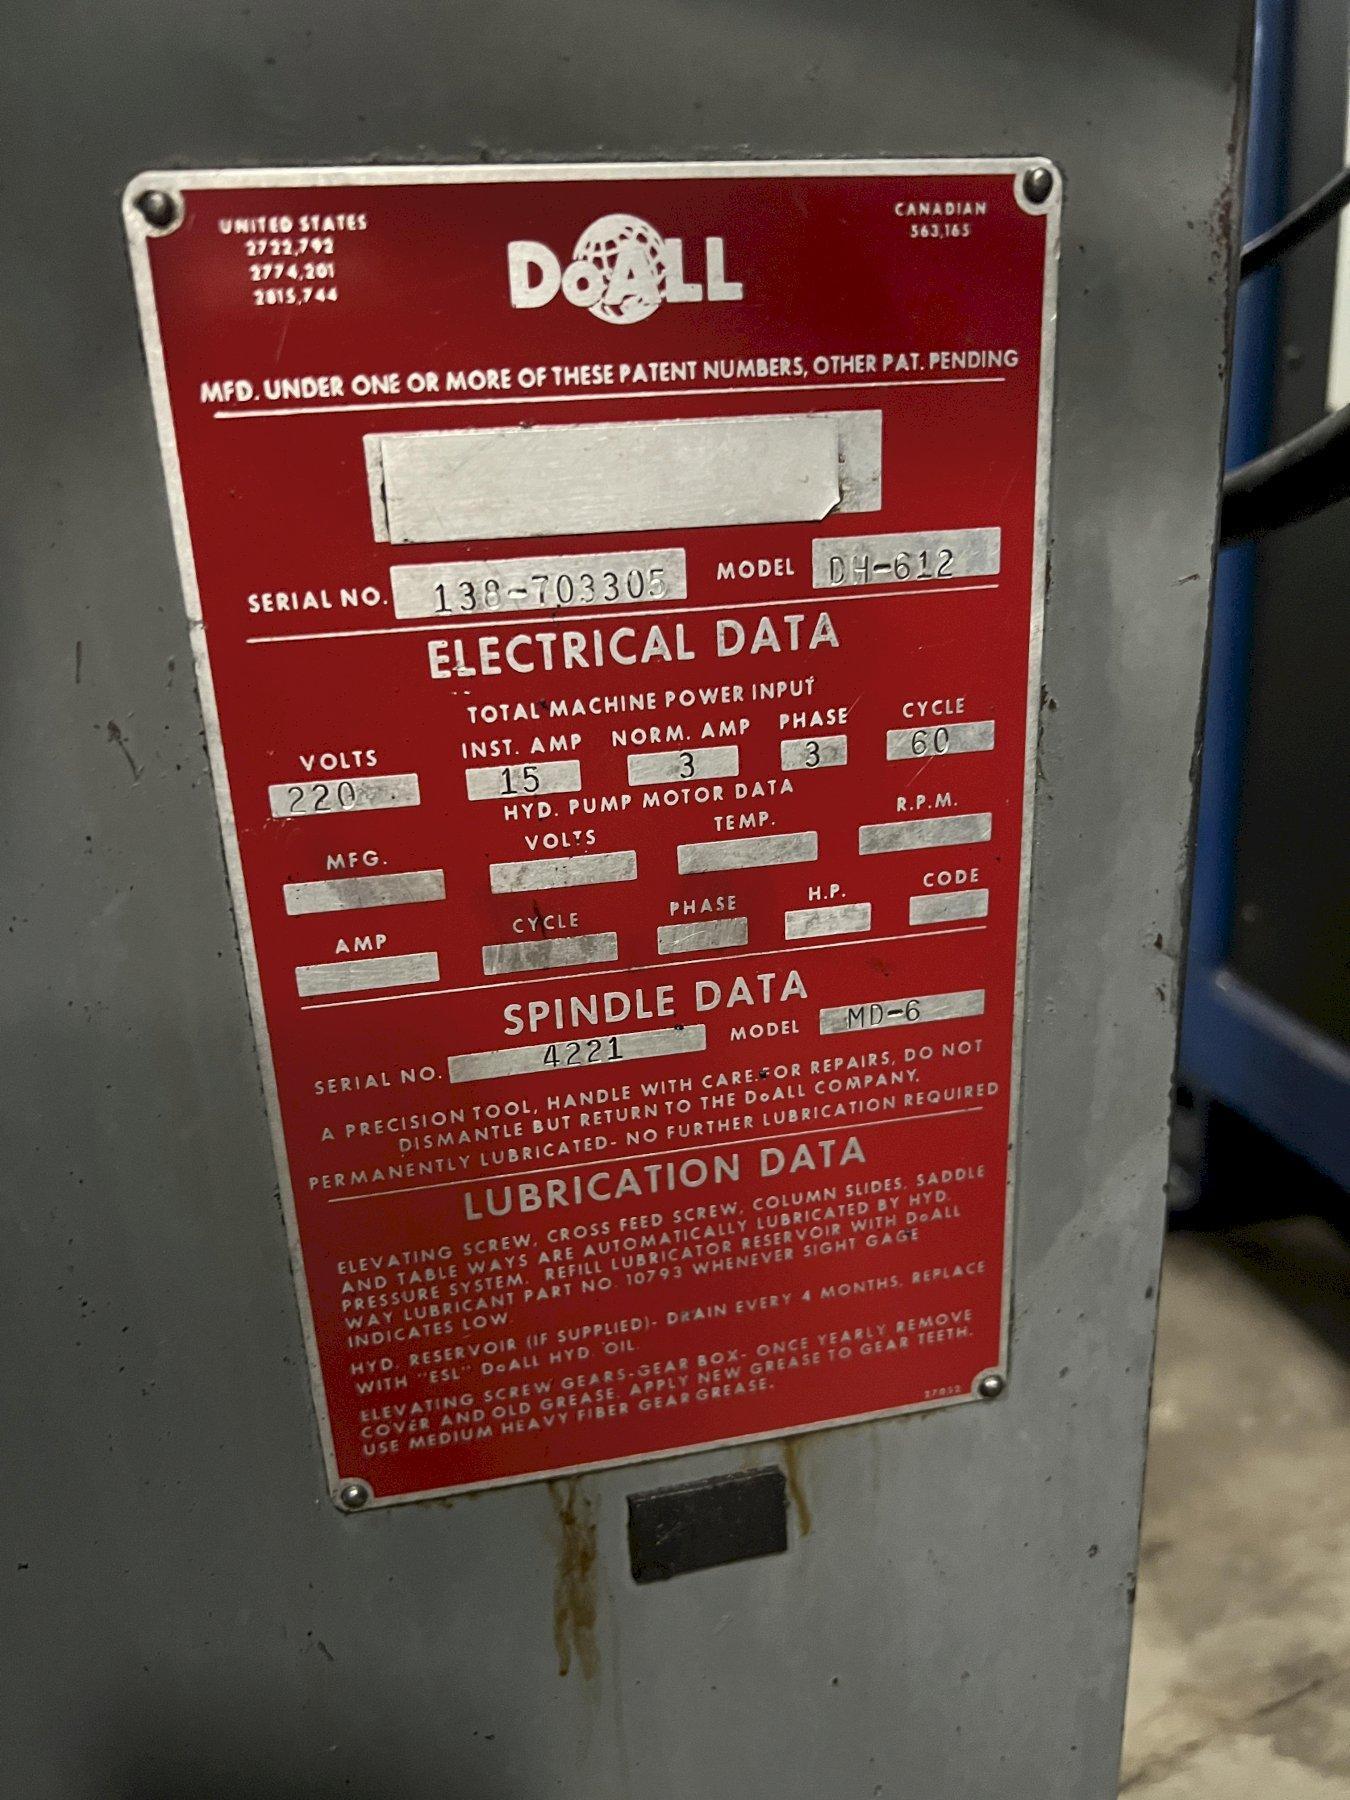 UNITED STATES
2722,792
2774,201
2815,744
DoALL
CANADIAN
563,165
MFD. UNDER ONE OR MORE OF THESE PATENT NUMBERS, OTHER PAT. PENDING
SERIAL NO. 138-703305 MODEL DH-612
ELECTRICAL DATA
TOTAL MACHINE POWER INPUT
VOLTS INST. AMP NORM. AMP PHASE CYCLE
220 15 3 3 60
HYD. PUMP MOTOR DATA
MFG. VOLTS TEMP. R.P.M.
AMP CYCLE PHASE H.P. CODE
SPINDLE DATA
SERIAL NO. 4221 MODEL MD-6
A PRECISION TOOL, HANDLE WITH CARE. FOR REPAIRS, DO NOT
DISMANTLE BUT RETURN TO THE DoALL COMPANY.
PERMANENTLY LUBRICATED- NO FURTHER LUBRICATION REQUIRED
LUBRICATION DATA
ELEVATING SCREW, CROSS FEED SCREW, COLUMN SLIDES, SADDLE
AND TABLE WAYS ARE AUTOMATICALLY LUBRICATED BY HYD.
PRESSURE SYSTEM. REFILL LUBRICATOR RESERVOIR WITH DoALL
WAY LUBRICANT PART NO. 10793 WHENEVER SIGHT GAGE
INDICATES LOW.
HYD. RESERVOIR (IF SUPPLIED)- DRAIN EVERY 4 MONTHS. REPLACE
WITH "ESL" DoALL HYD. OIL.
ELEVATING SCREW GEARS-GEAR BOX- ONCE YEARLY REMOVE
COVER AND OLD GREASE. APPLY NEW GREASE TO GEAR TEETH.
USE MEDIUM HEAVY FIBER GEAR GREASE.